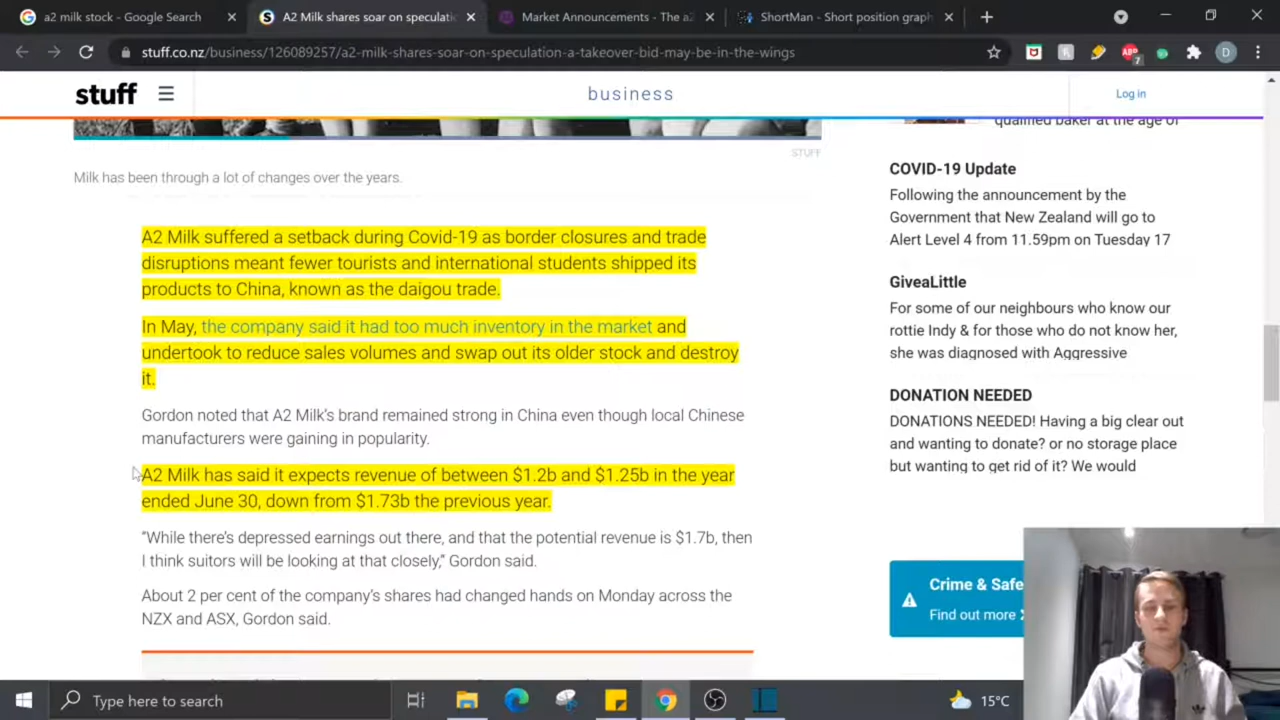 a2 milk stock - Google Search
A2 Milk shares soar on speculati
Market Announcements - The a
ShortMan - Short position graph
stuff.co.nz/business/126089257/a2-milk-shares-soar-on-speculation-a-takeover-bid-may-be-in-the-wings
ABP
7
D
stuff
business
Log in
STUFF
Milk has been through a lot of changes over the years.
A2 Milk suffered a setback during Covid-19 as border closures and trade
disruptions meant fewer tourists and international students shipped its
products to China, known as the daigou trade.
In May, the company said it had too much inventory in the market and
undertook to reduce sales volumes and swap out its older stock and destroy
it.
Gordon noted that A2 Milk's brand remained strong in China even though local Chinese
manufacturers were gaining in popularity.
A2 Milk has said it expects revenue of between $1.2b and $1.25b in the year
ended June 30, down from $1.73b the previous year.
“While there's depressed earnings out there, and that the potential revenue is $1.7b, then
I think suitors will be looking at that closely,” Gordon said.
About 2 per cent of the company's shares had changed hands on Monday across the
NZX and ASX, Gordon said.
qualified baker at the age of
COVID-19 Update
Following the announcement by the
Government that New Zealand will go to
Alert Level 4 from 11.59pm on Tuesday 17
GiveaLittle
For some of our neighbours who know our
rottie Indy & for those who do not know her,
she was diagnosed with Aggressive
DONATION NEEDED
DONATIONS NEEDED! Having a big clear out
and wanting to donate? or no storage place
but wanting to get rid of it? We would
Crime & Safe
Find out more
Type here to search
15°C